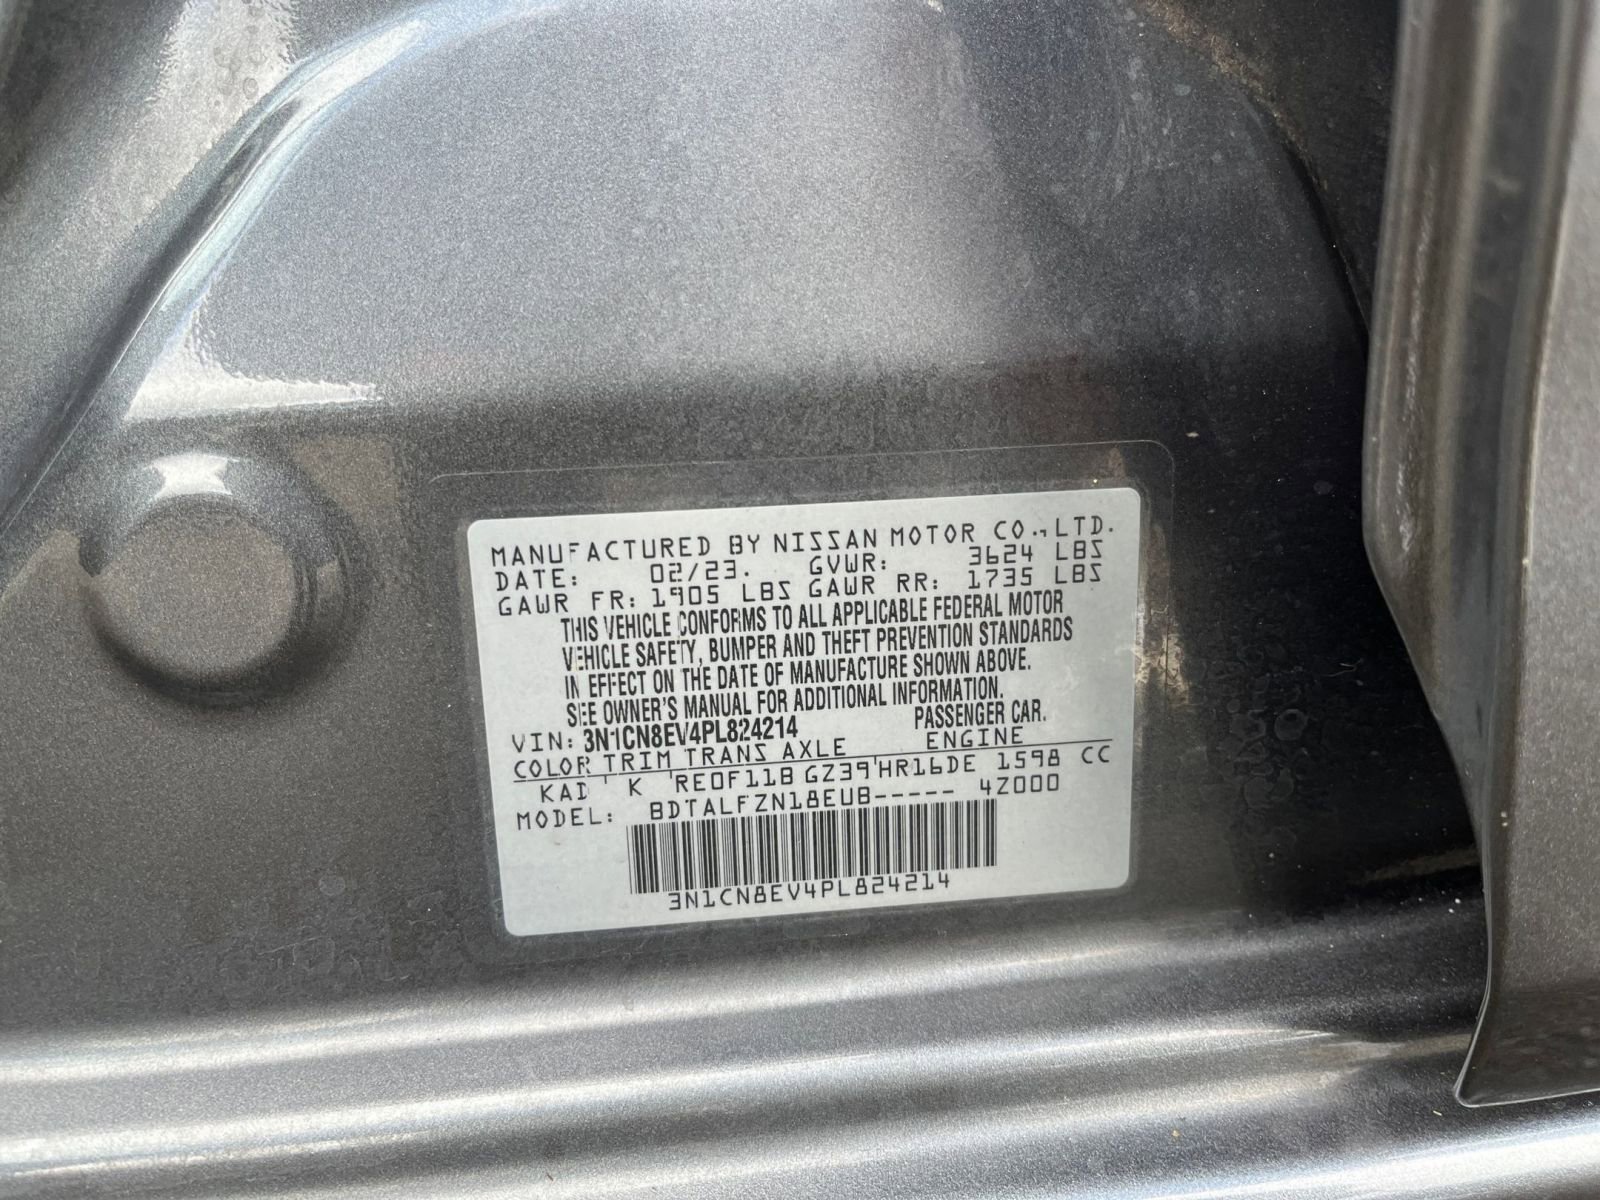 MANUFACTURED BY NISSAN MOTOR CO., LTD.
DATE: 02/23. GVWR: 3624 LBS
GAWR FR: 1905 LBS GAWR RR: 1735 LBS
THIS VEHICLE CONFORMS TO ALL APPLICABLE FEDERAL MOTOR
VEHICLE SAFETY, BUMPER AND THEFT PREVENTION STANDARDS
IN EFFECT ON THE DATE OF MANUFACTURE SHOWN ABOVE.
SEE OWNER'S MANUAL FOR ADDITIONAL INFORMATION.
VIN: 3N1CN8EV4PL824214 PASSENGER CAR.
COLOR TRIM TRANS AXLE ENGINE
KAD K RE0F11B GZ39 HR16DE 1598 CC
MODEL: BDTALFZN18EUB----- 4Z000
3N1CN8EV4PL824214